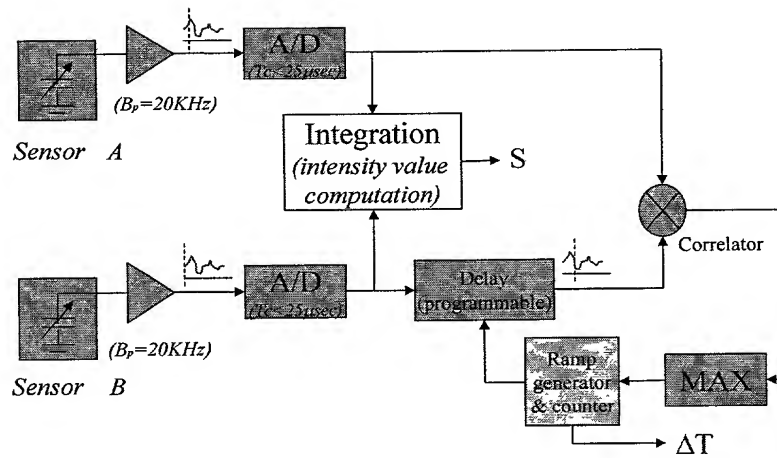 A/D
(Tc<25μsec)
(Bₚ=20KHz)
Sensor A
Integration
(intensity value
computation)
S
Correlator
A/D
(Tc<25μsec)
Delay
(programmable)
(Bₚ=20KHz)
Sensor B
Ramp
generator
& counter
MAX
ΔT